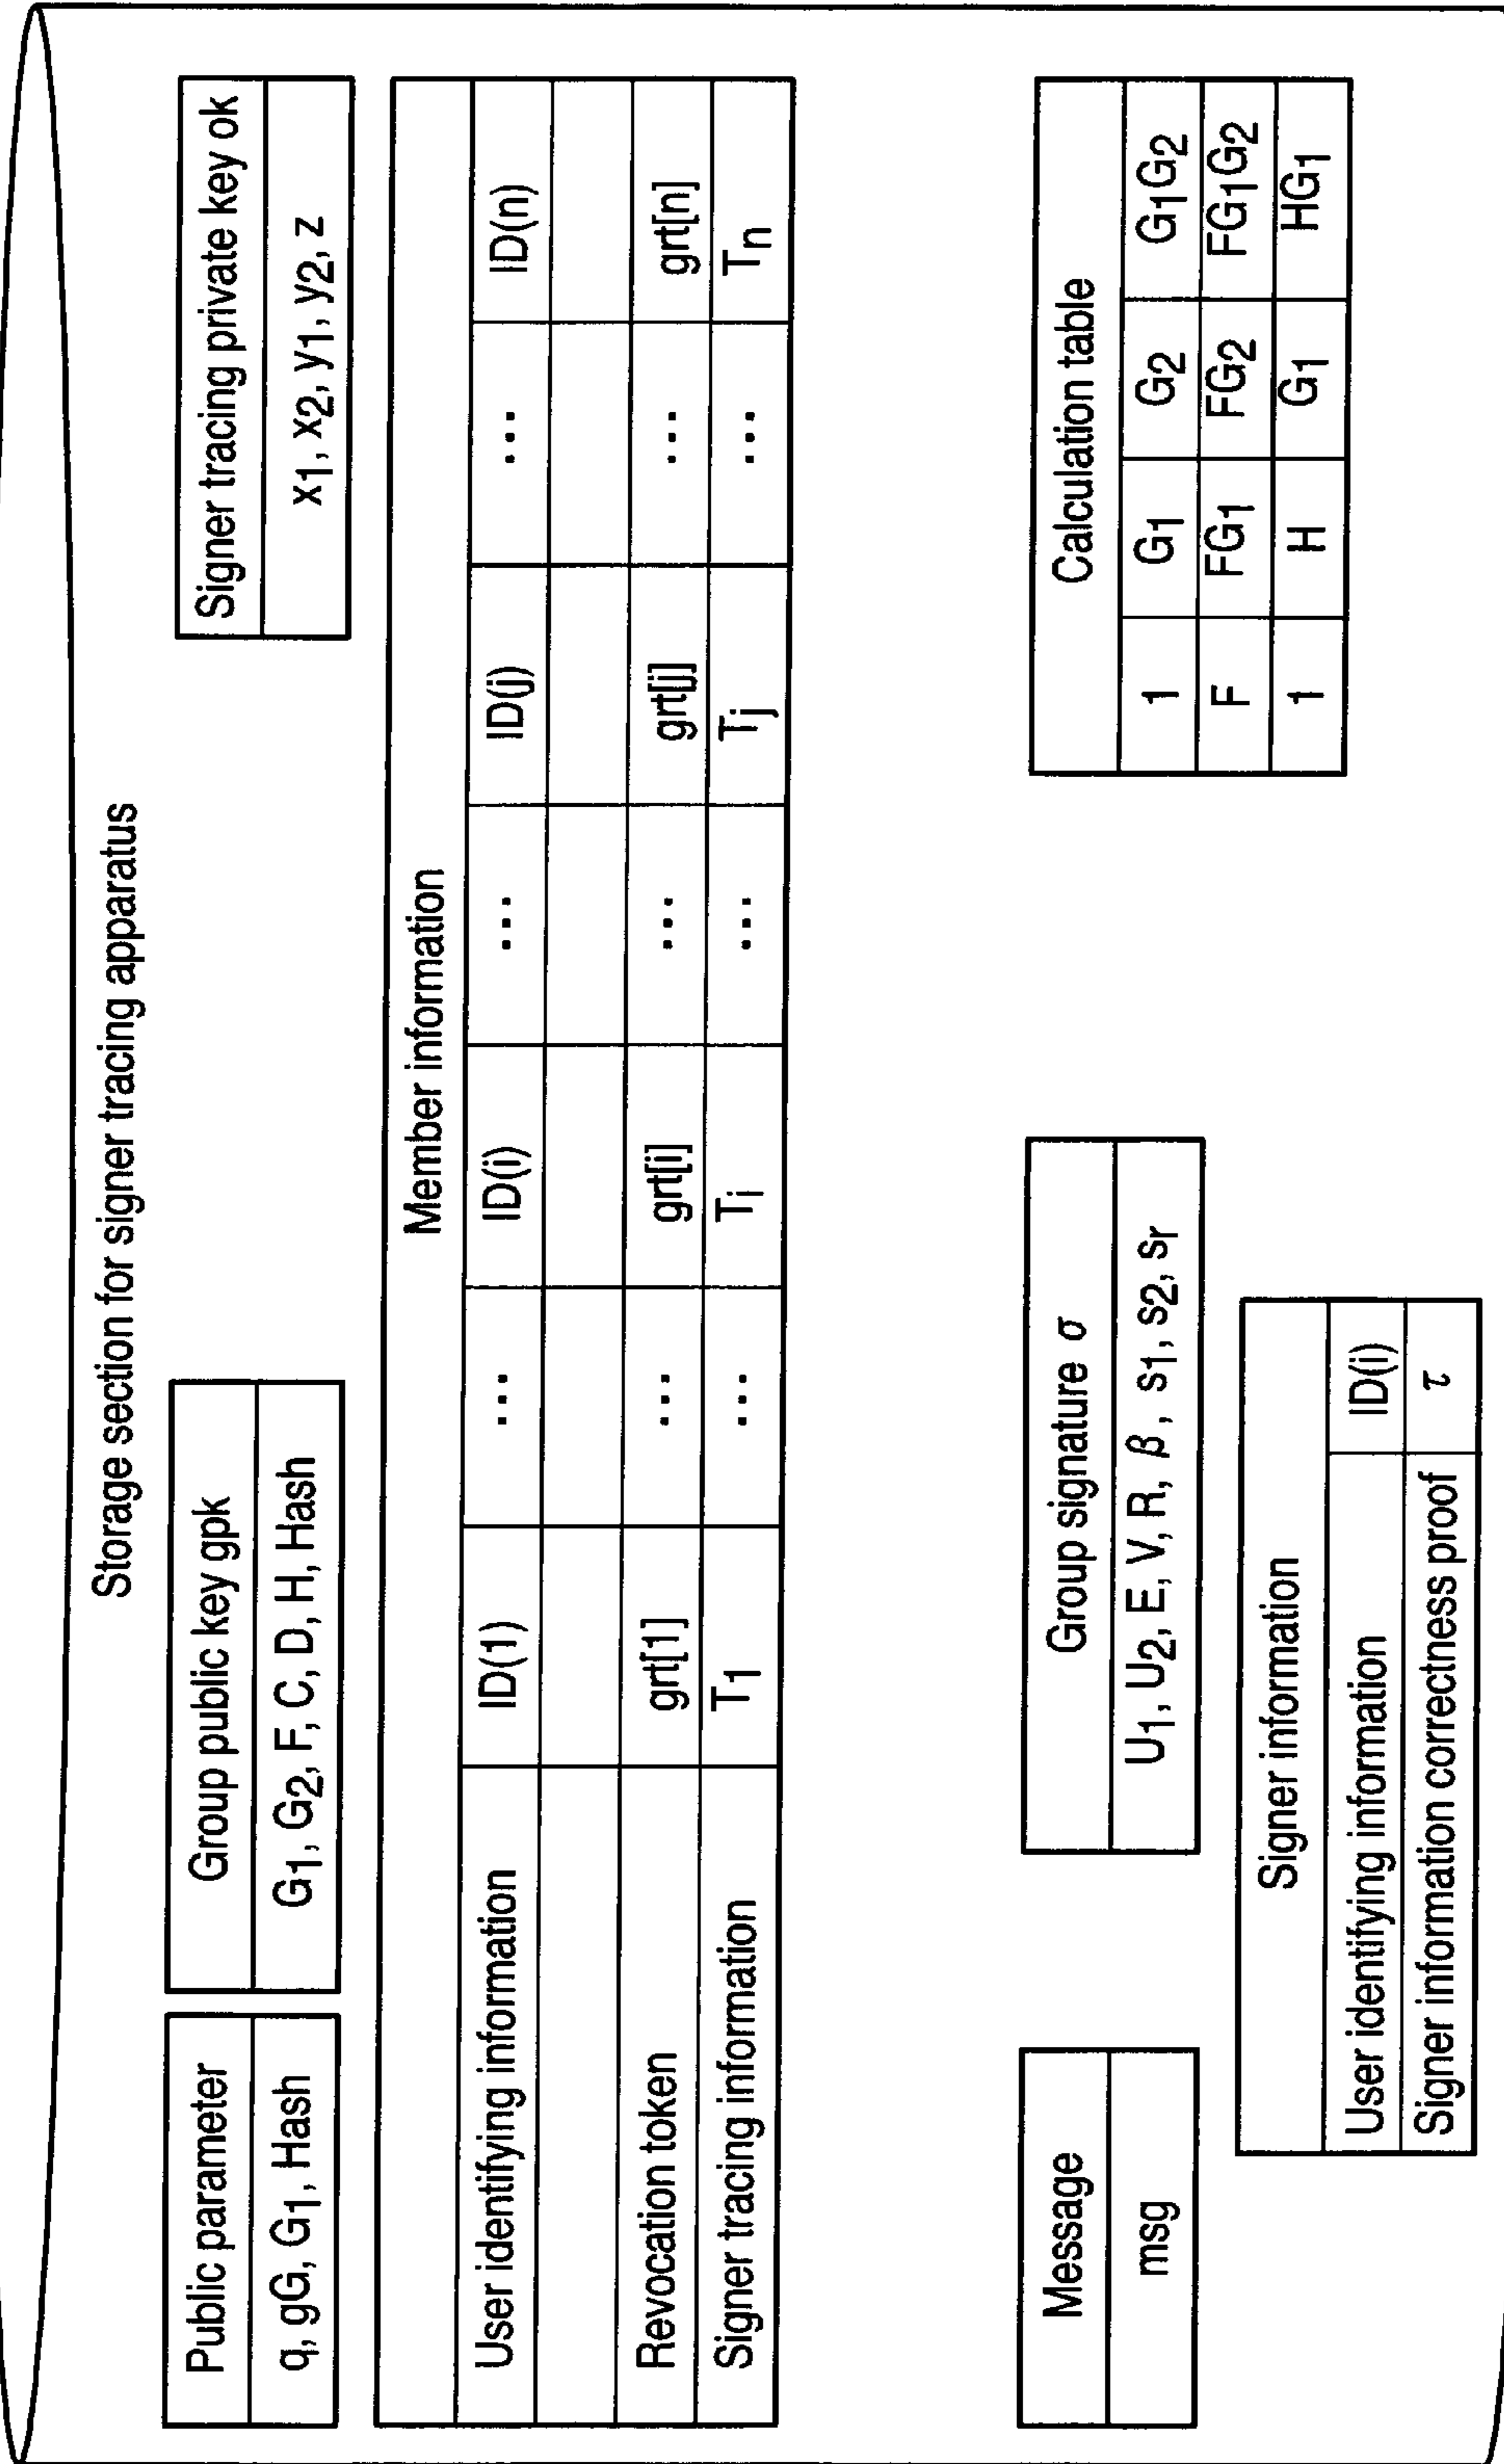 Storage section for signer tracing apparatus
Public parameter
q, gG, G1, Hash
Group public key gpk
G1, G2, F, C, D, H, Hash
Signer tracing private key ok
x1, x2, y1, y2, z
Member information
User identifying information ID(1) ... ID(i) ... ID(j) ... ID(n)
Revocation token grt[1] ... grt[i] ... grt[j] ... grt[n]
Signer tracing information T1 ... Ti ... Tj ... Tn
Message
msg
Group signature σ
U1, U2, E, V, R, β, s1, s2, sr
Calculation table
1 G1 G2 G1G2
F FG1 FG2 FG1G2
1 H G1 HG1
Signer information
User identifying information ID(i)
Signer information correctness proof τ